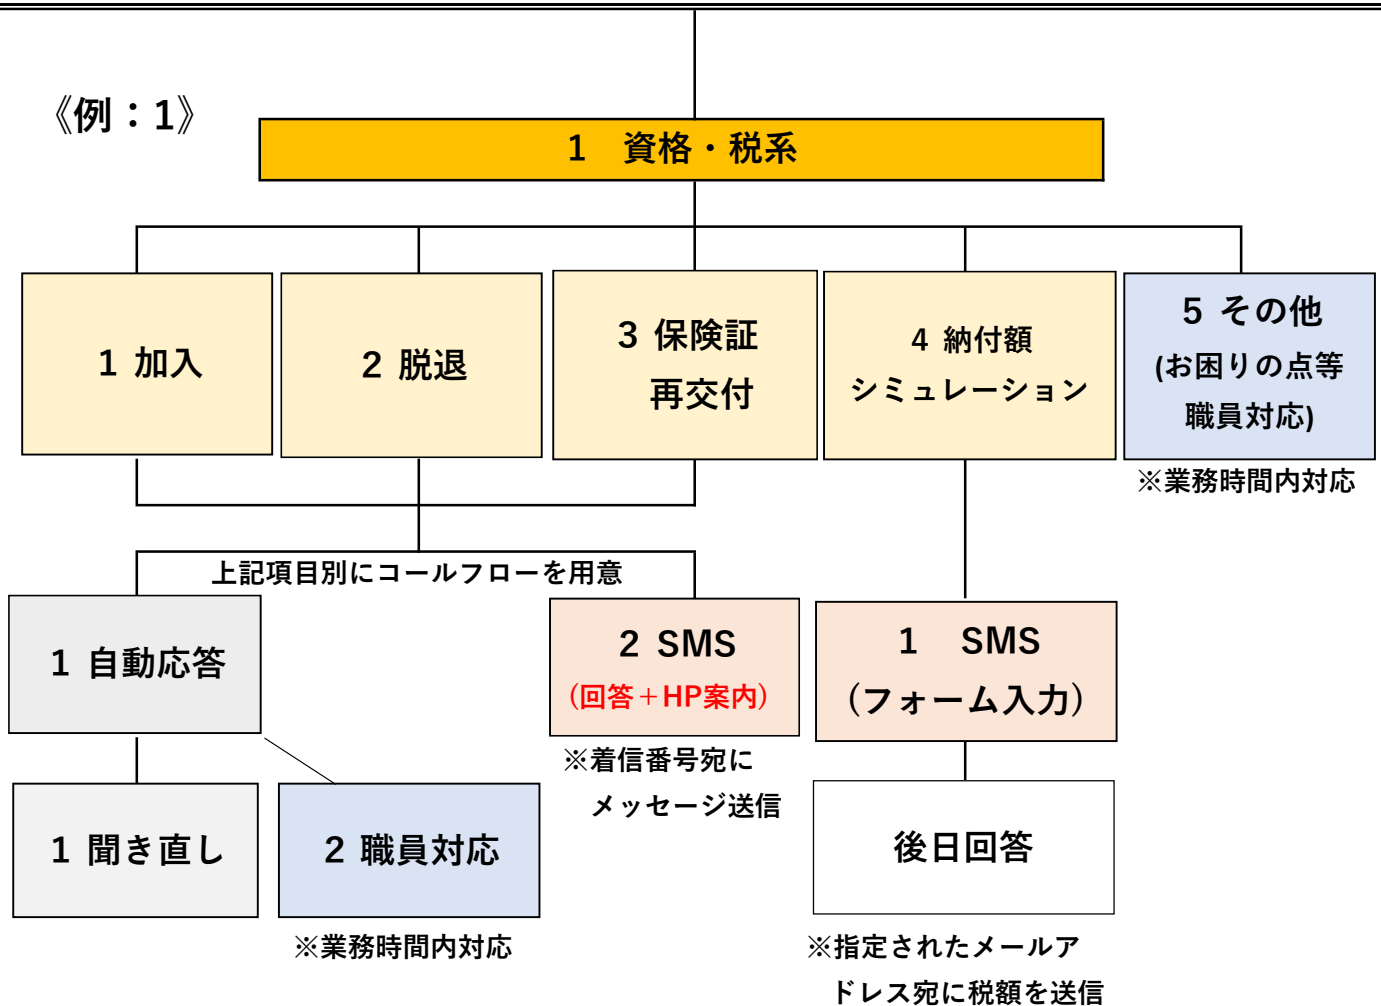 《例：1》
1　資格・税系
1 加入
2 脱退
3 保険証
再交付
4 納付額
シミュレーション
5 その他
(お困りの点等
職員対応)
※業務時間内対応
上記項目別にコールフローを用意
1 自動応答
2 SMS
（回答＋HP案内）
※着信番号宛に
メッセージ送信
1　SMS
（フォーム入力）
1 聞き直し
2 職員対応
※業務時間内対応
後日回答
※指定されたメールア
ドレス宛に税額を送信